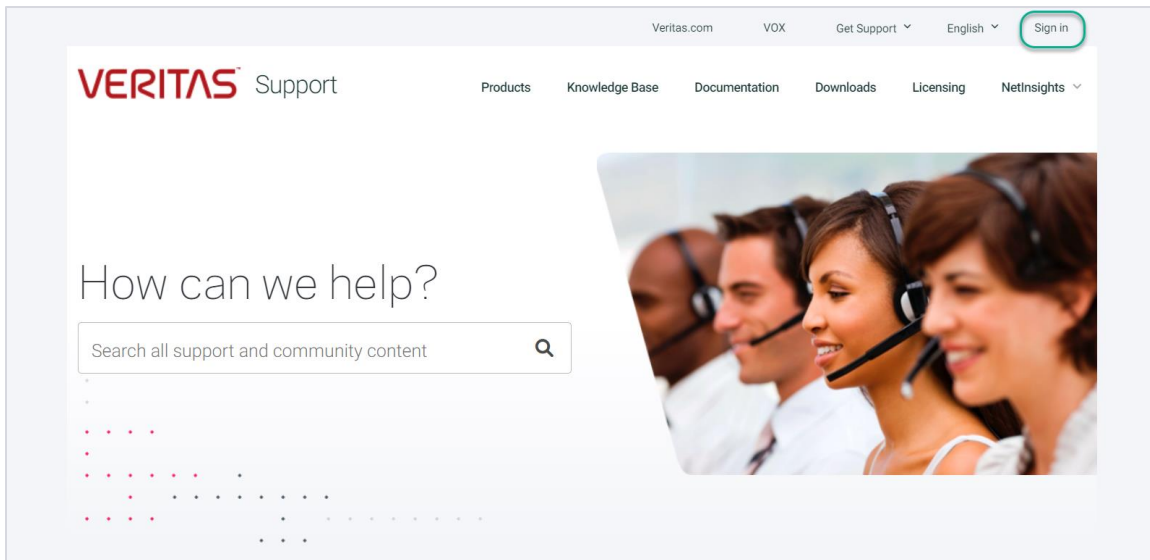 Veritas.com VOX Get Support English Sign in
VERITAS™ Support Products Knowledge Base Documentation Downloads Licensing NetInsights
How can we help?
Search all support and community content